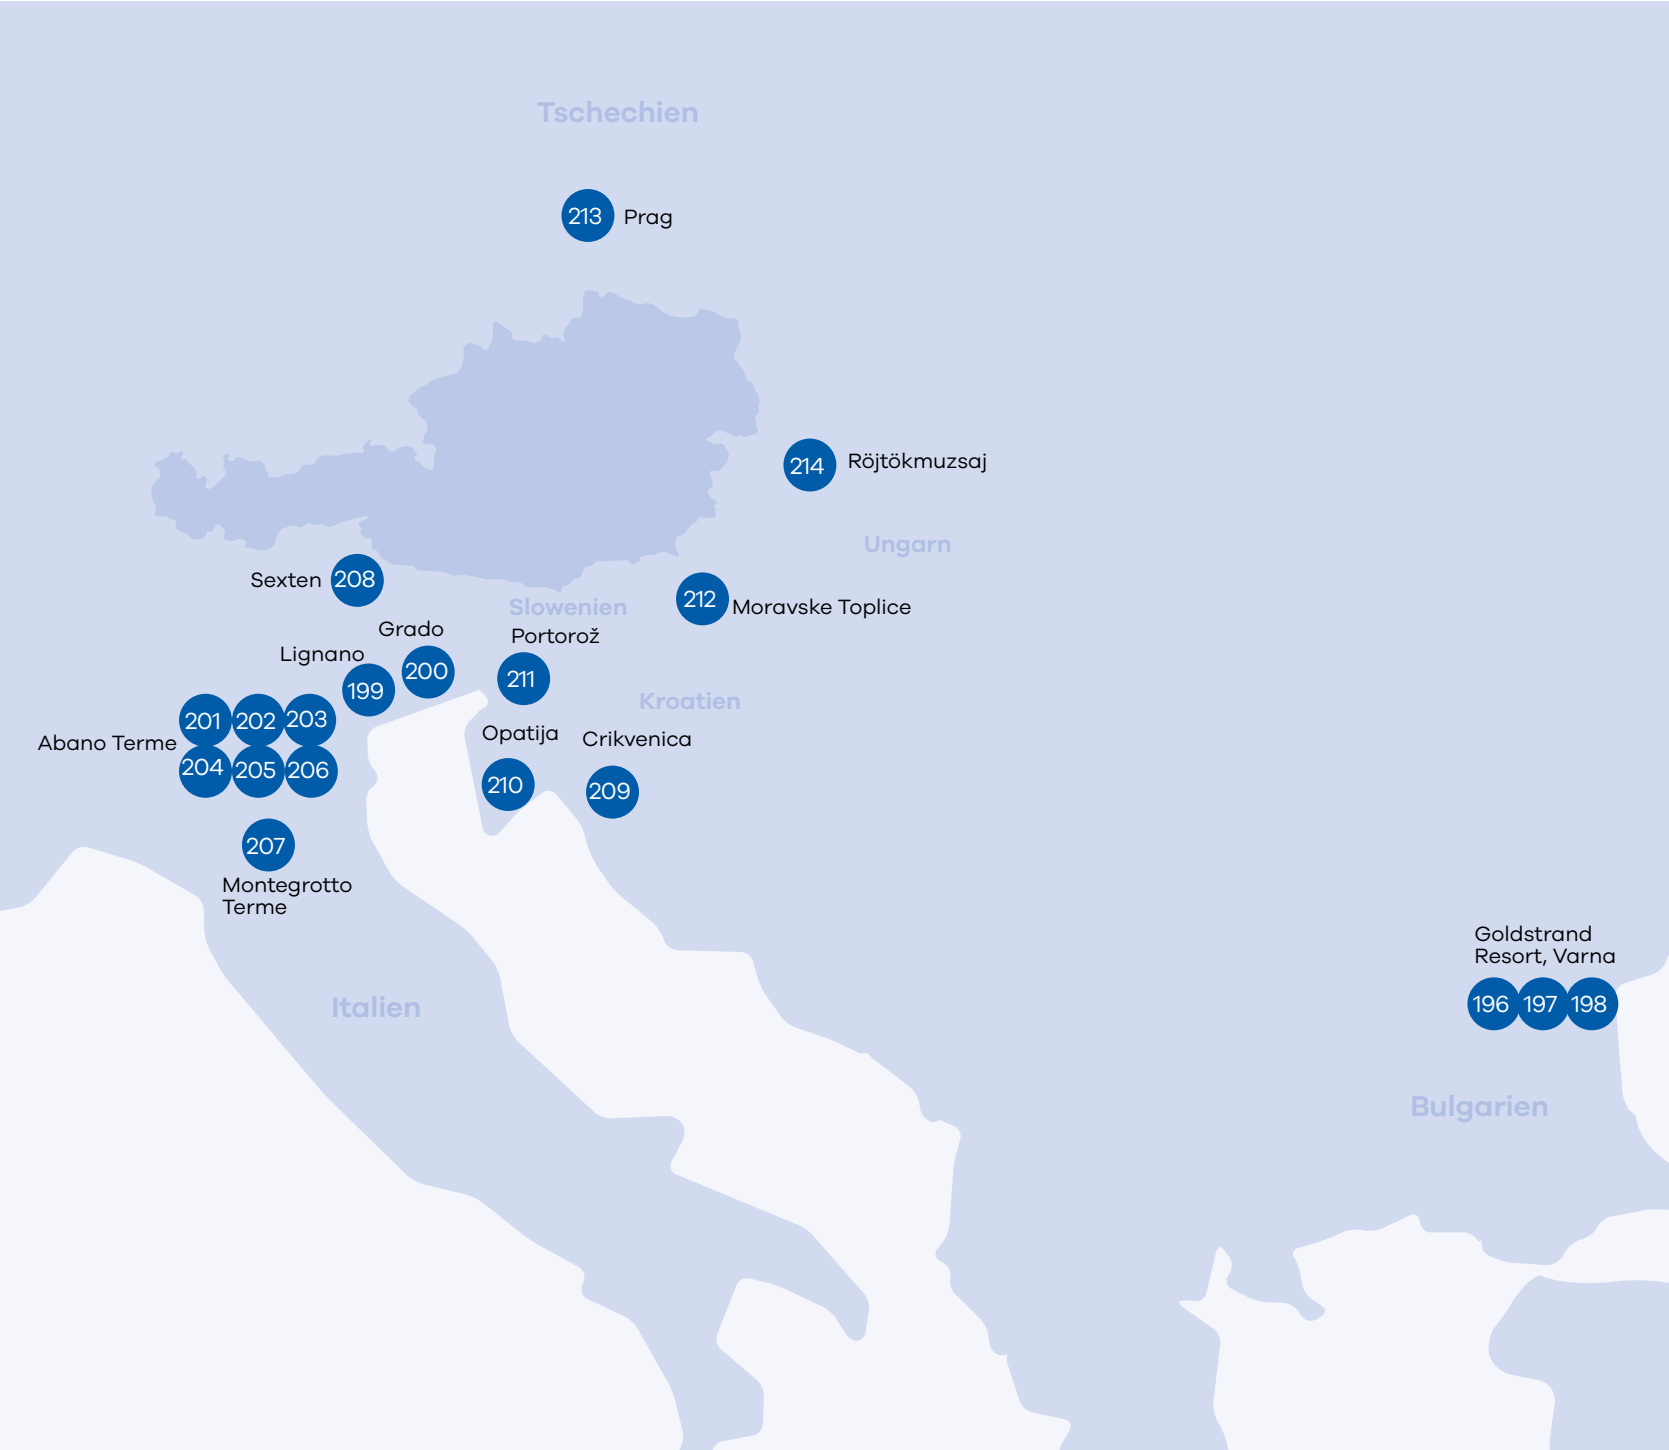 Tschechien
213 Prag
214 Röjtökmuzsaj
Ungarn
Sexten 208
212 Moravske Toplice
Slowenien
Grado
200
Portorož
211
Lignano
199
Kroatien
201 202 203
Abano Terme
204 205 206
Opatija
210
Crikvenica
209
207
Montegrotto
Terme
Goldstrand
Resort, Varna
196 197 198
Italien
Bulgarien